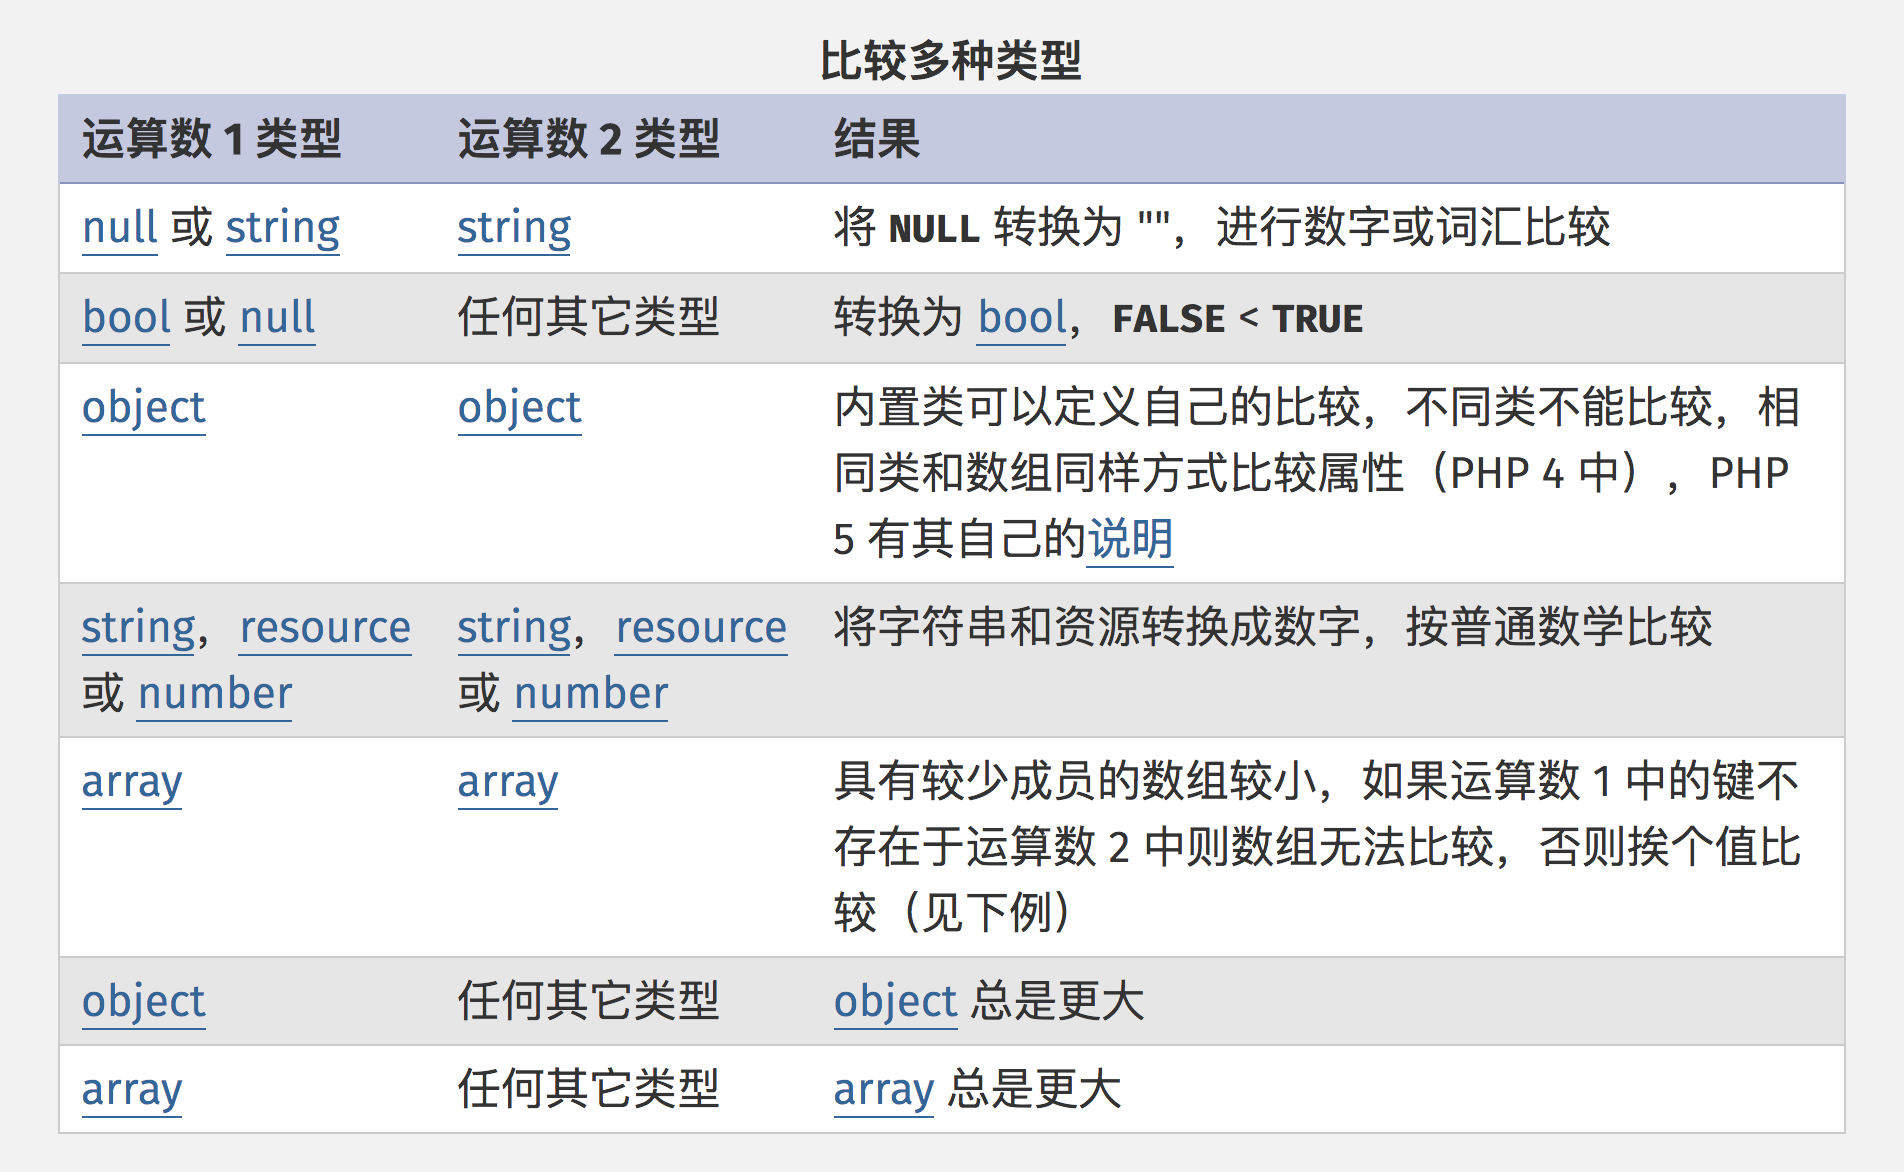 比较多种类型
运算数 1 类型 运算数 2 类型 结果
null 或 string string 将 NULL 转换为 ""，进行数字或词汇比较
bool 或 null 任何其它类型 转换为 bool，FALSE < TRUE
object object 内置类可以定义自己的比较，不同类不能比较，相
同类和数组同样方式比较属性（PHP 4 中），PHP
5 有其自己的说明
string，resource string，resource 将字符串和资源转换成数字，按普通数学比较
或 number 或 number
array array 具有较少成员的数组较小，如果运算数 1 中的键不
存在于运算数 2 中则数组无法比较，否则挨个值比
较（见下例）
object 任何其它类型 object 总是更大
array 任何其它类型 array 总是更大